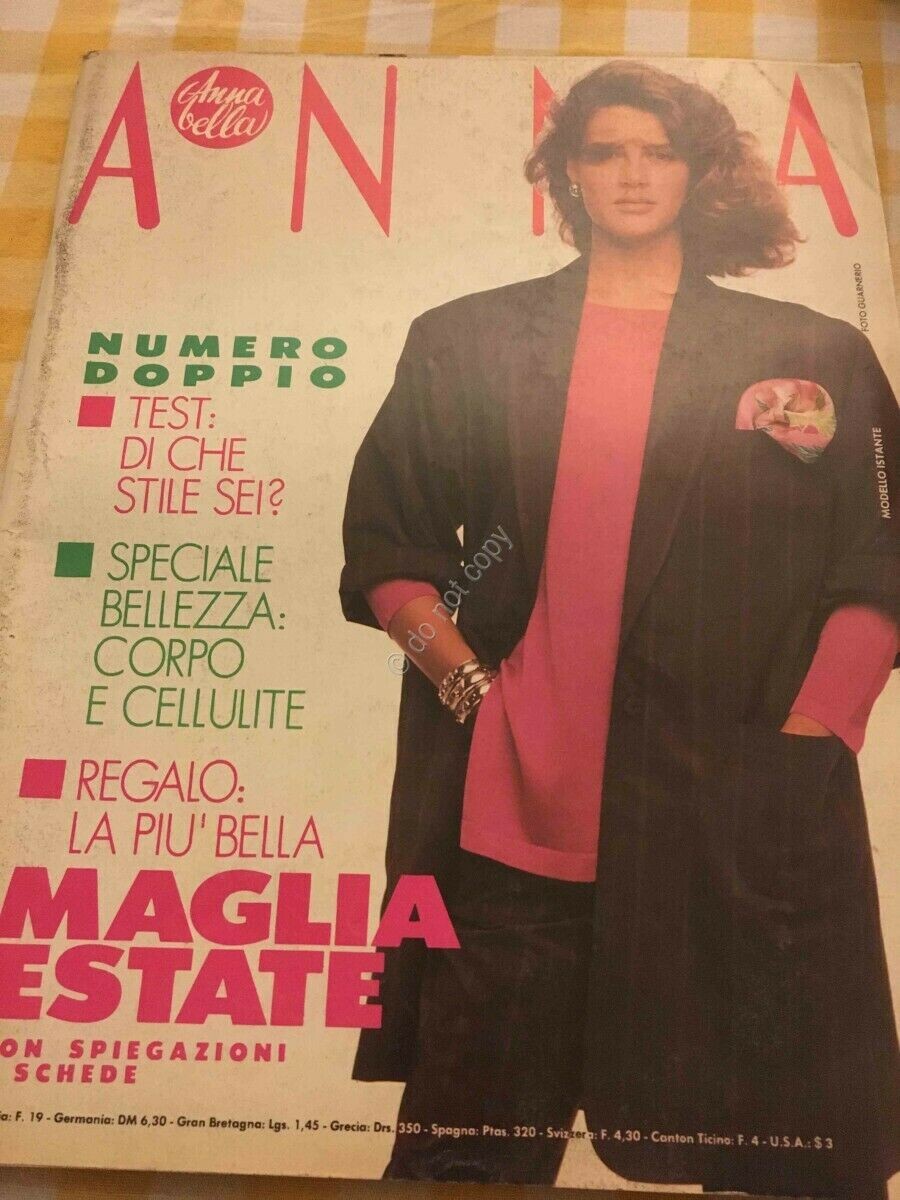 ANNA
Anna
bella
NUMERO
DOPPIO
TEST:
DI CHE
STILE SEI?
SPECIALE
BELLEZZA:
CORPO
E CELLULITE
REGALO:
LA PIU' BELLA
MAGLIA
ESTATE
ON SPIEGAZIONI
SCHEDE
ia: F. 19 - Germania: DM 6,30 - Gran Bretagna: Lgs. 1,45 - Grecia: Drs. 350 - Spagna: Ptas. 320 - Svizzera: F. 4,30 - Canton Ticino: F. 4 - U.S.A.: $ 3
FOTO GUARNERIO
MODELLO ISTANTE
© do not copy